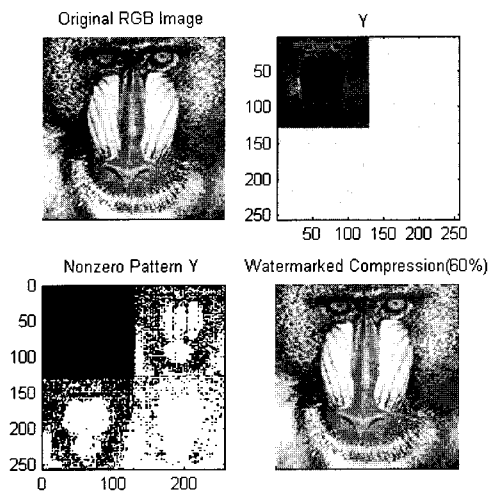 Original RGB Image
Y
50
100
150
200
250
50 100 150 200 250
Nonzero Pattern Y
0
50
100
150
200
250
0 100 200
Watermarked Compression(60%)